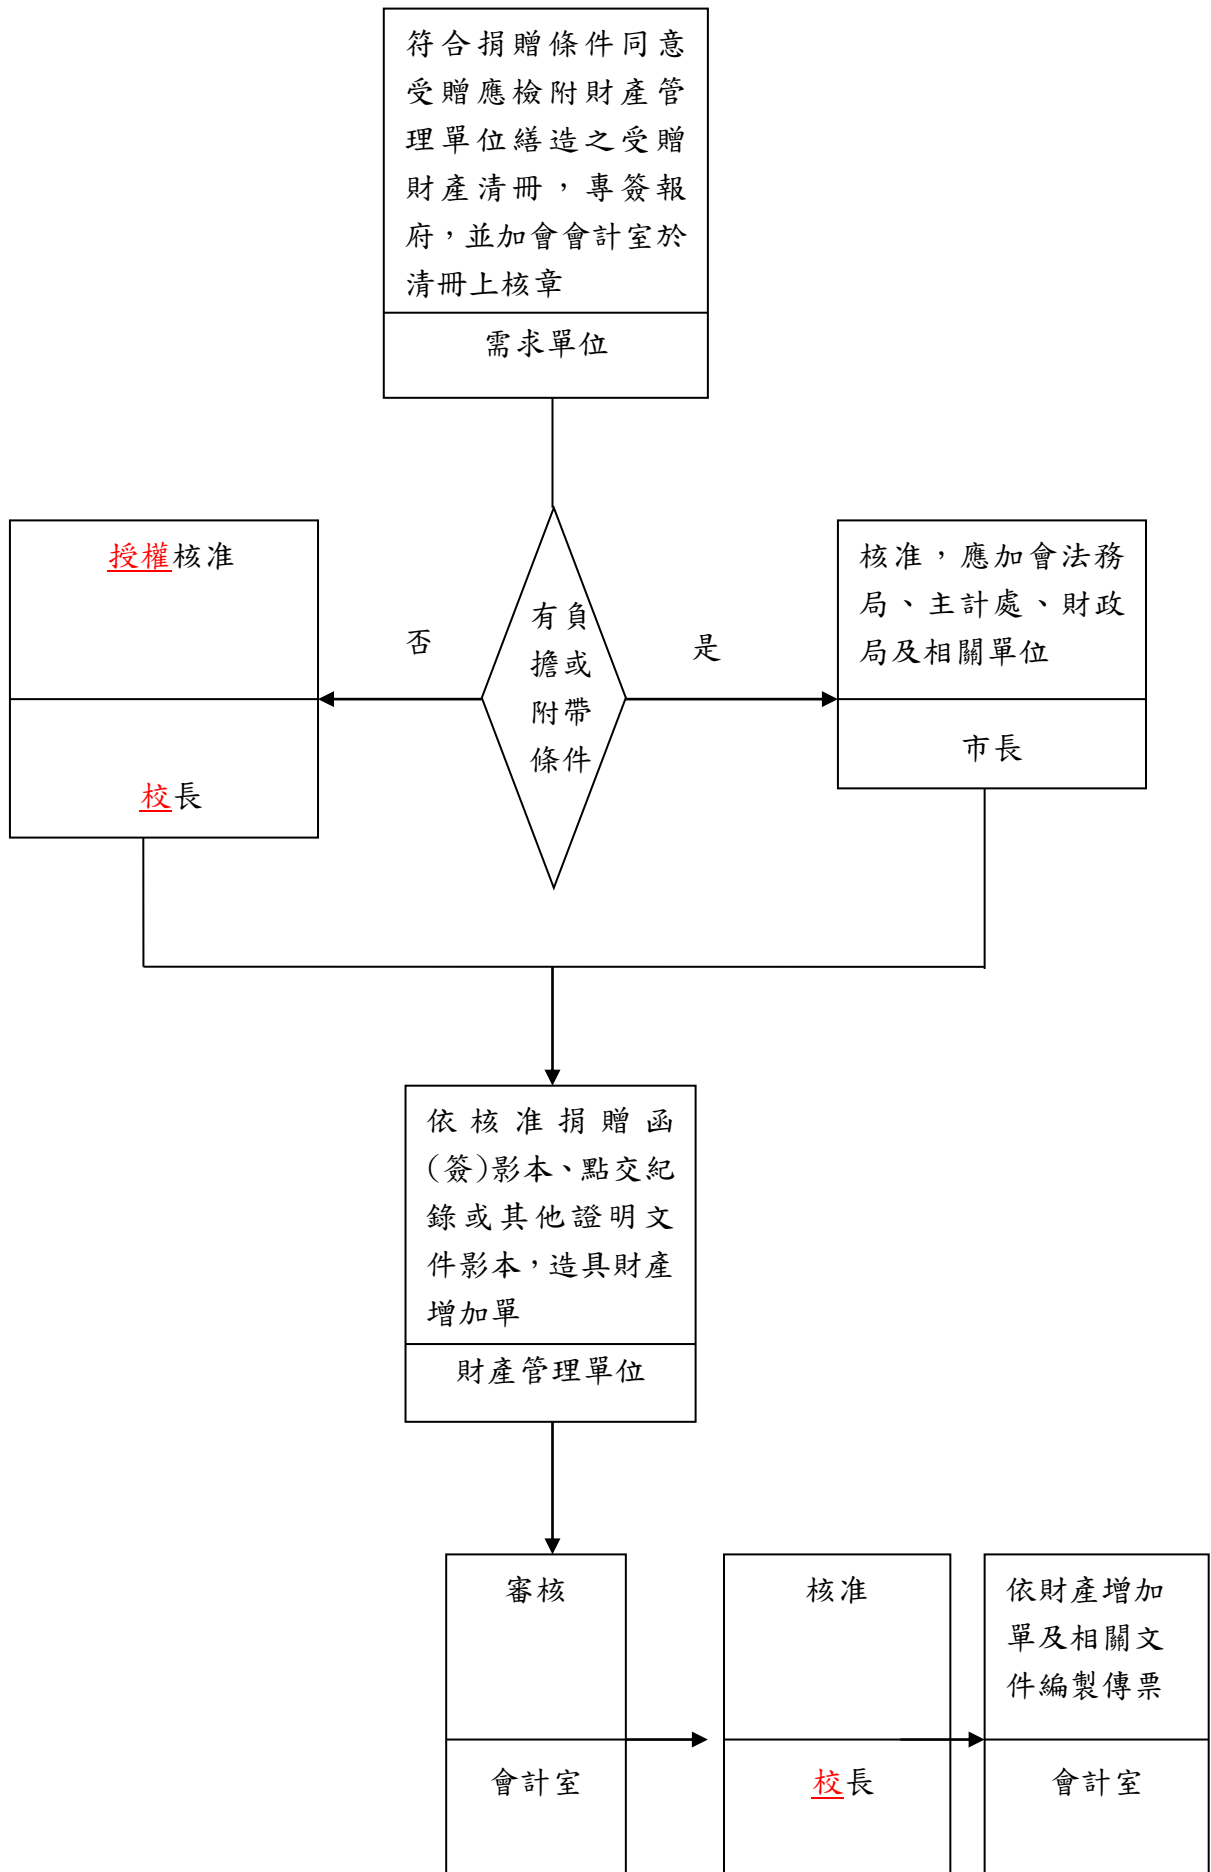 符合捐贈條件同意
受贈應檢附財產管
理單位繕造之受贈
財產清冊，專簽報
府，並加會會計室於
清冊上核章
需求單位
授權核准
校長
否
有負
擔或
附帶
條件
是
核准，應加會法務
局、主計處、財政
局及相關單位
市長
依核准捐贈函
(簽)影本、點交紀
錄或其他證明文
件影本，造具財產
增加單
財產管理單位
審核
會計室
核准
校長
依財產增加
單及相關文
件編製傳票
會計室